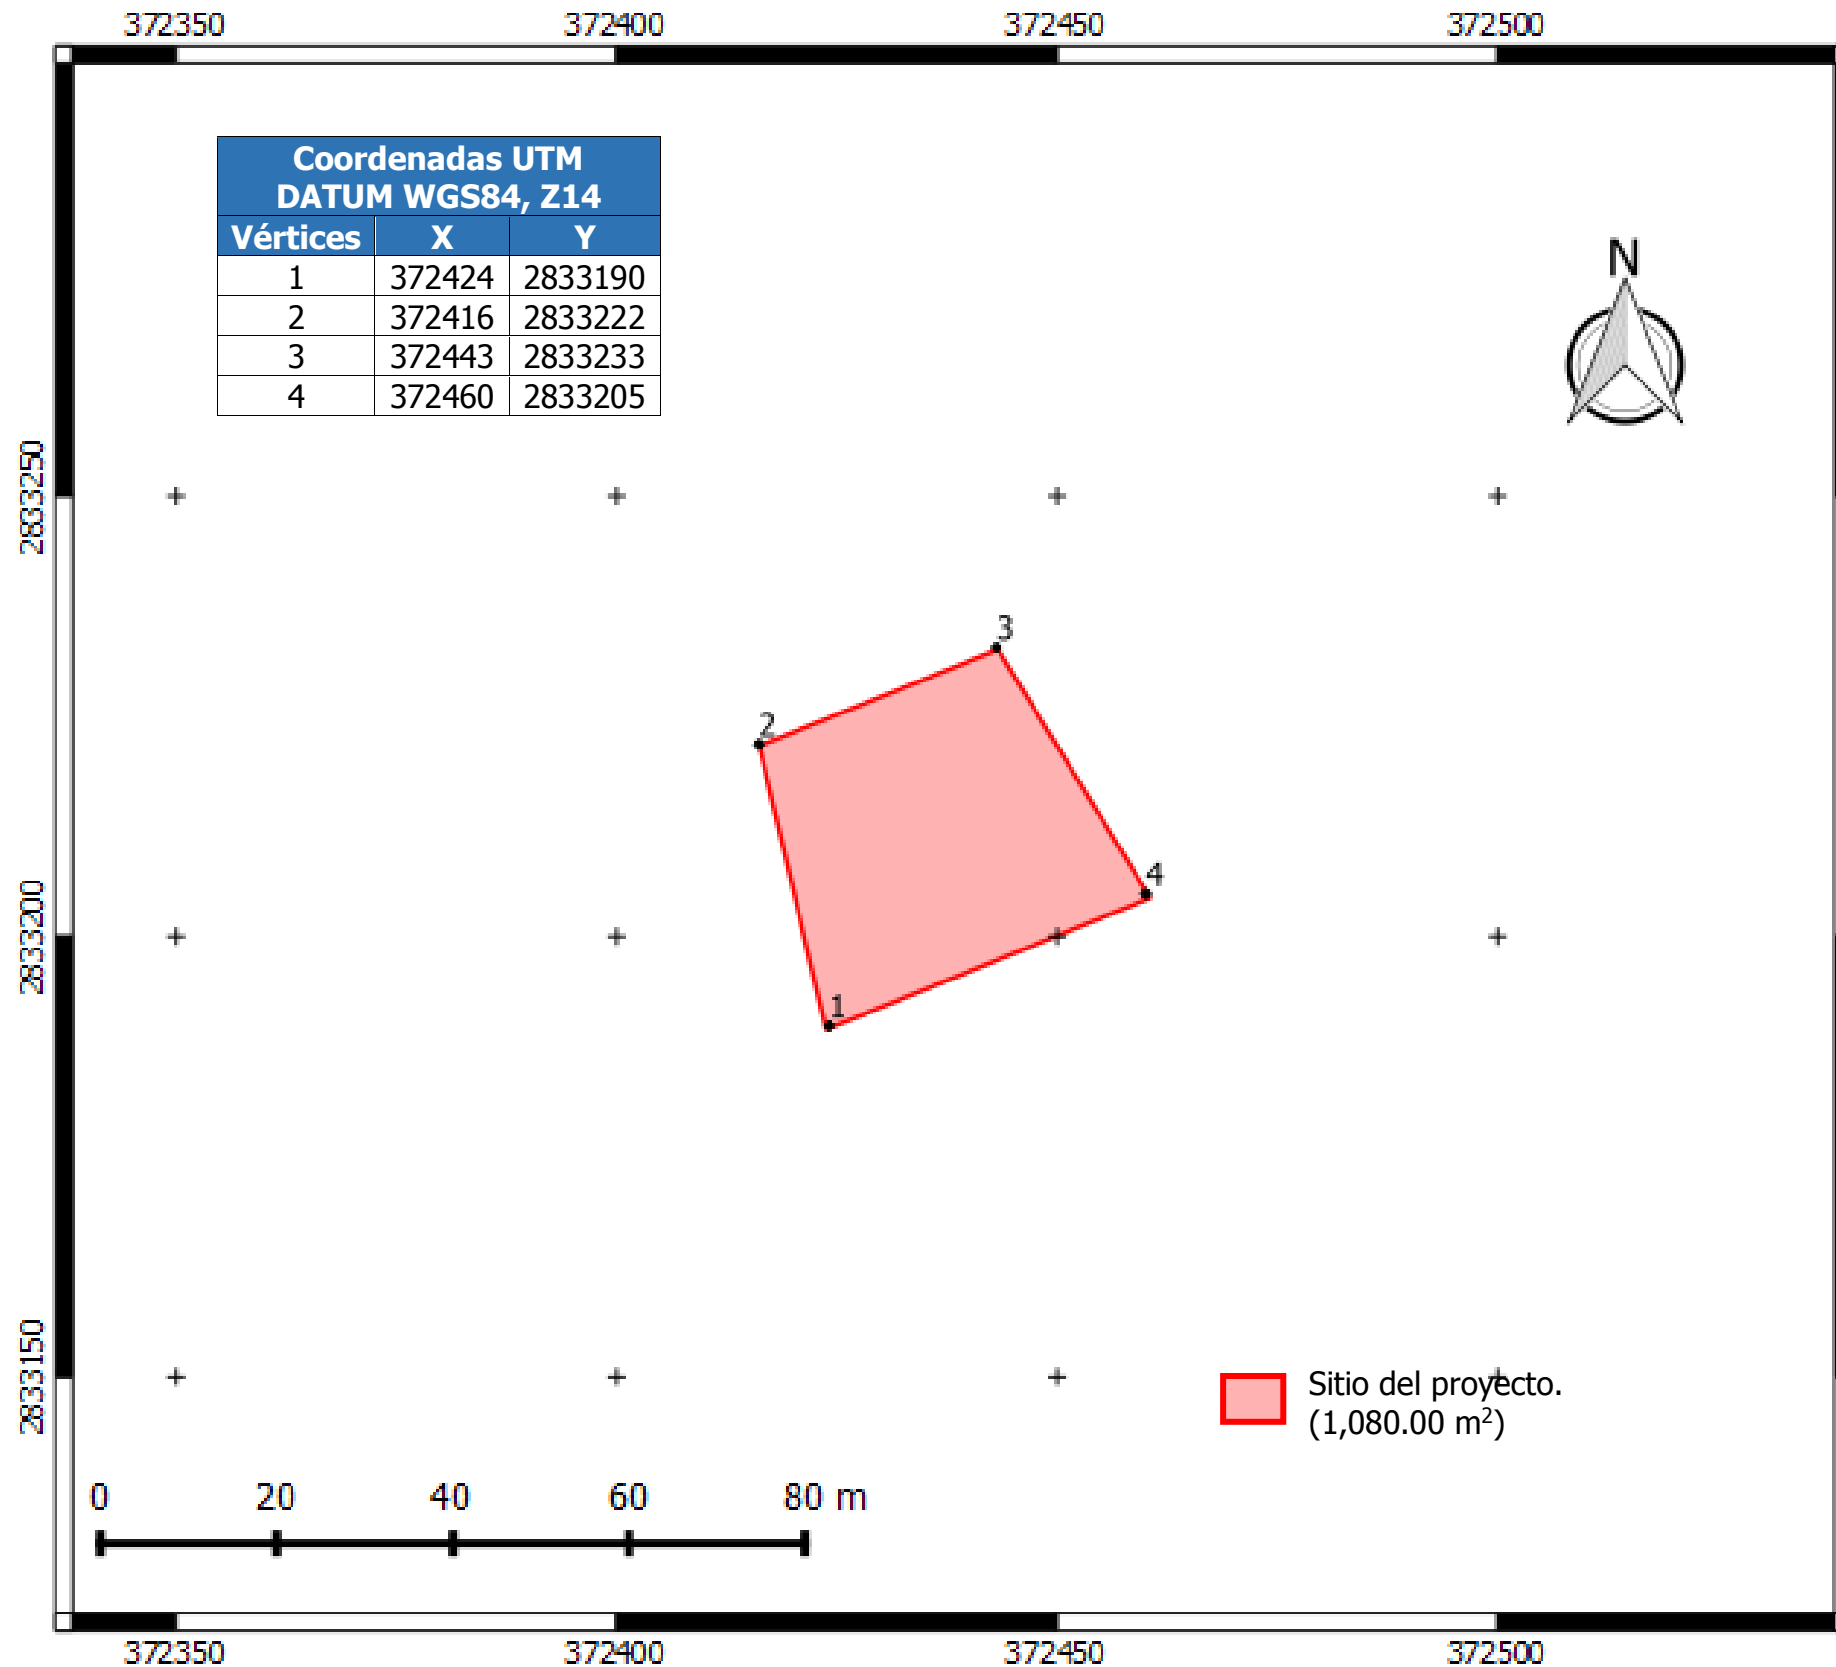 372350 372400 372450 372500
Coordenadas UTM
DATUM WGS84, Z14
Vértices X Y
1 372424 2833190
2 372416 2833222
3 372443 2833233
4 372460 2833205
N
2833250
3
2
4
2833200
1
2833150
Sitio del proyecto.
(1,080.00 m²)
0 20 40 60 80 m
372350 372400 372450 372500